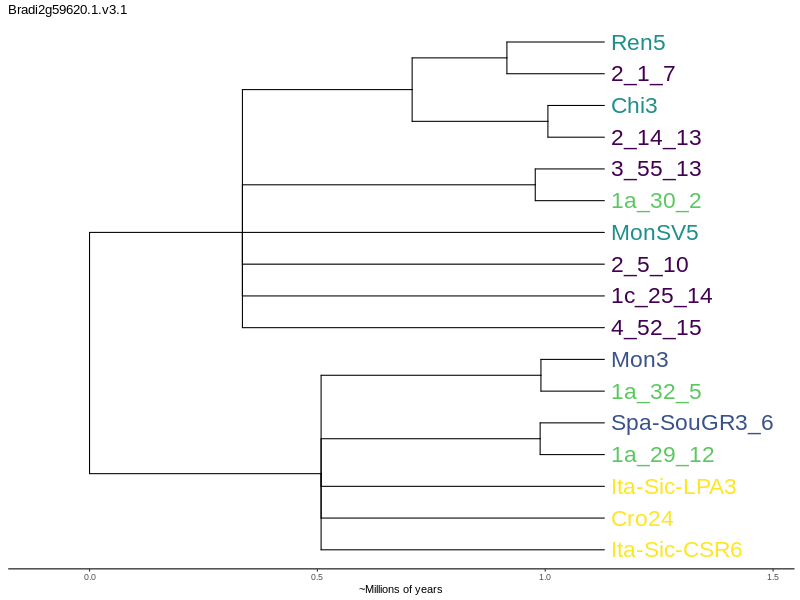 Bradi2g59620.1.v3.1
Ren5
2_1_7
Chi3
2_14_13
3_55_13
1a_30_2
MonSV5
2_5_10
1c_25_14
4_52_15
Mon3
1a_32_5
Spa-SouGR3_6
1a_29_12
Ita-Sic-LPA3
Cro24
Ita-Sic-CSR6
0.0 0.5 1.0 1.5
~Millions of years